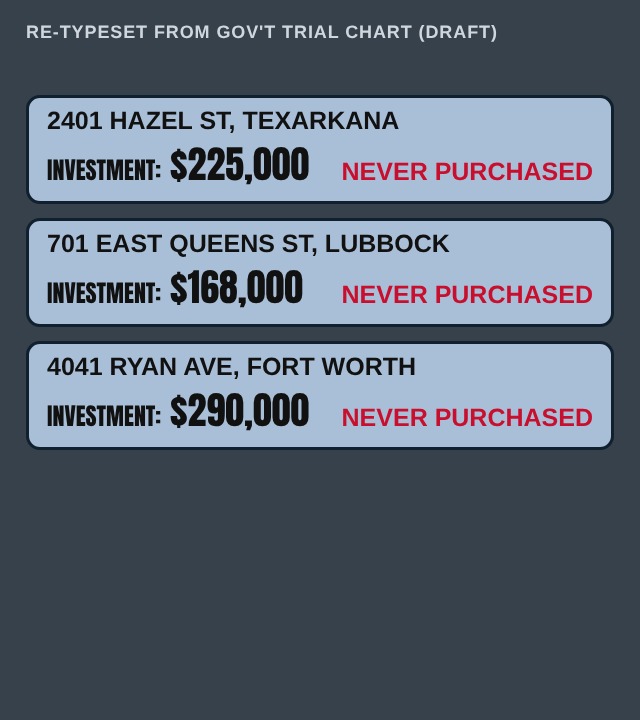 RE-TYPESET FROM GOV'T TRIAL CHART (DRAFT)
2401 HAZEL ST, TEXARKANA
INVESTMENT: $225,000 NEVER PURCHASED
701 EAST QUEENS ST, LUBBOCK
INVESTMENT: $168,000 NEVER PURCHASED
4041 RYAN AVE, FORT WORTH
INVESTMENT: $290,000 NEVER PURCHASED